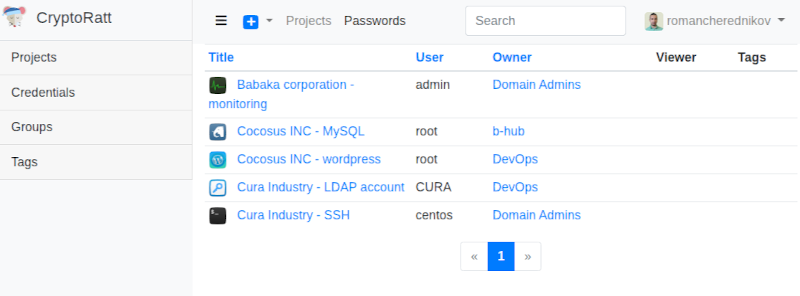 CryptoRatt
Projects
Credentials
Groups
Tags
Projects Passwords Search romancherednikov
Title User Owner Viewer Tags
Babaka corporation - admin Domain Admins
monitoring
Cocosus INC - MySQL root b-hub
Cocosus INC - wordpress root DevOps
Cura Industry - LDAP account CURA DevOps
Cura Industry - SSH centos Domain Admins
« 1 »